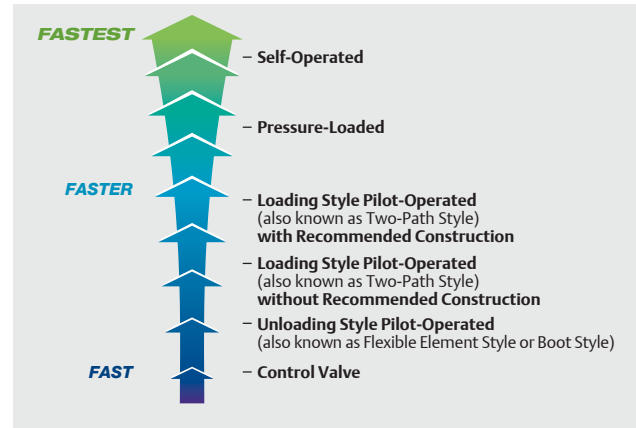 FASTEST
– Self-Operated
– Pressure-Loaded
FASTER
– Loading Style Pilot-Operated
(also known as Two-Path Style)
with Recommended Construction
– Loading Style Pilot-Operated
(also known as Two-Path Style)
without Recommended Construction
– Unloading Style Pilot-Operated
(also known as Flexible Element Style or Boot Style)
FAST
– Control Valve